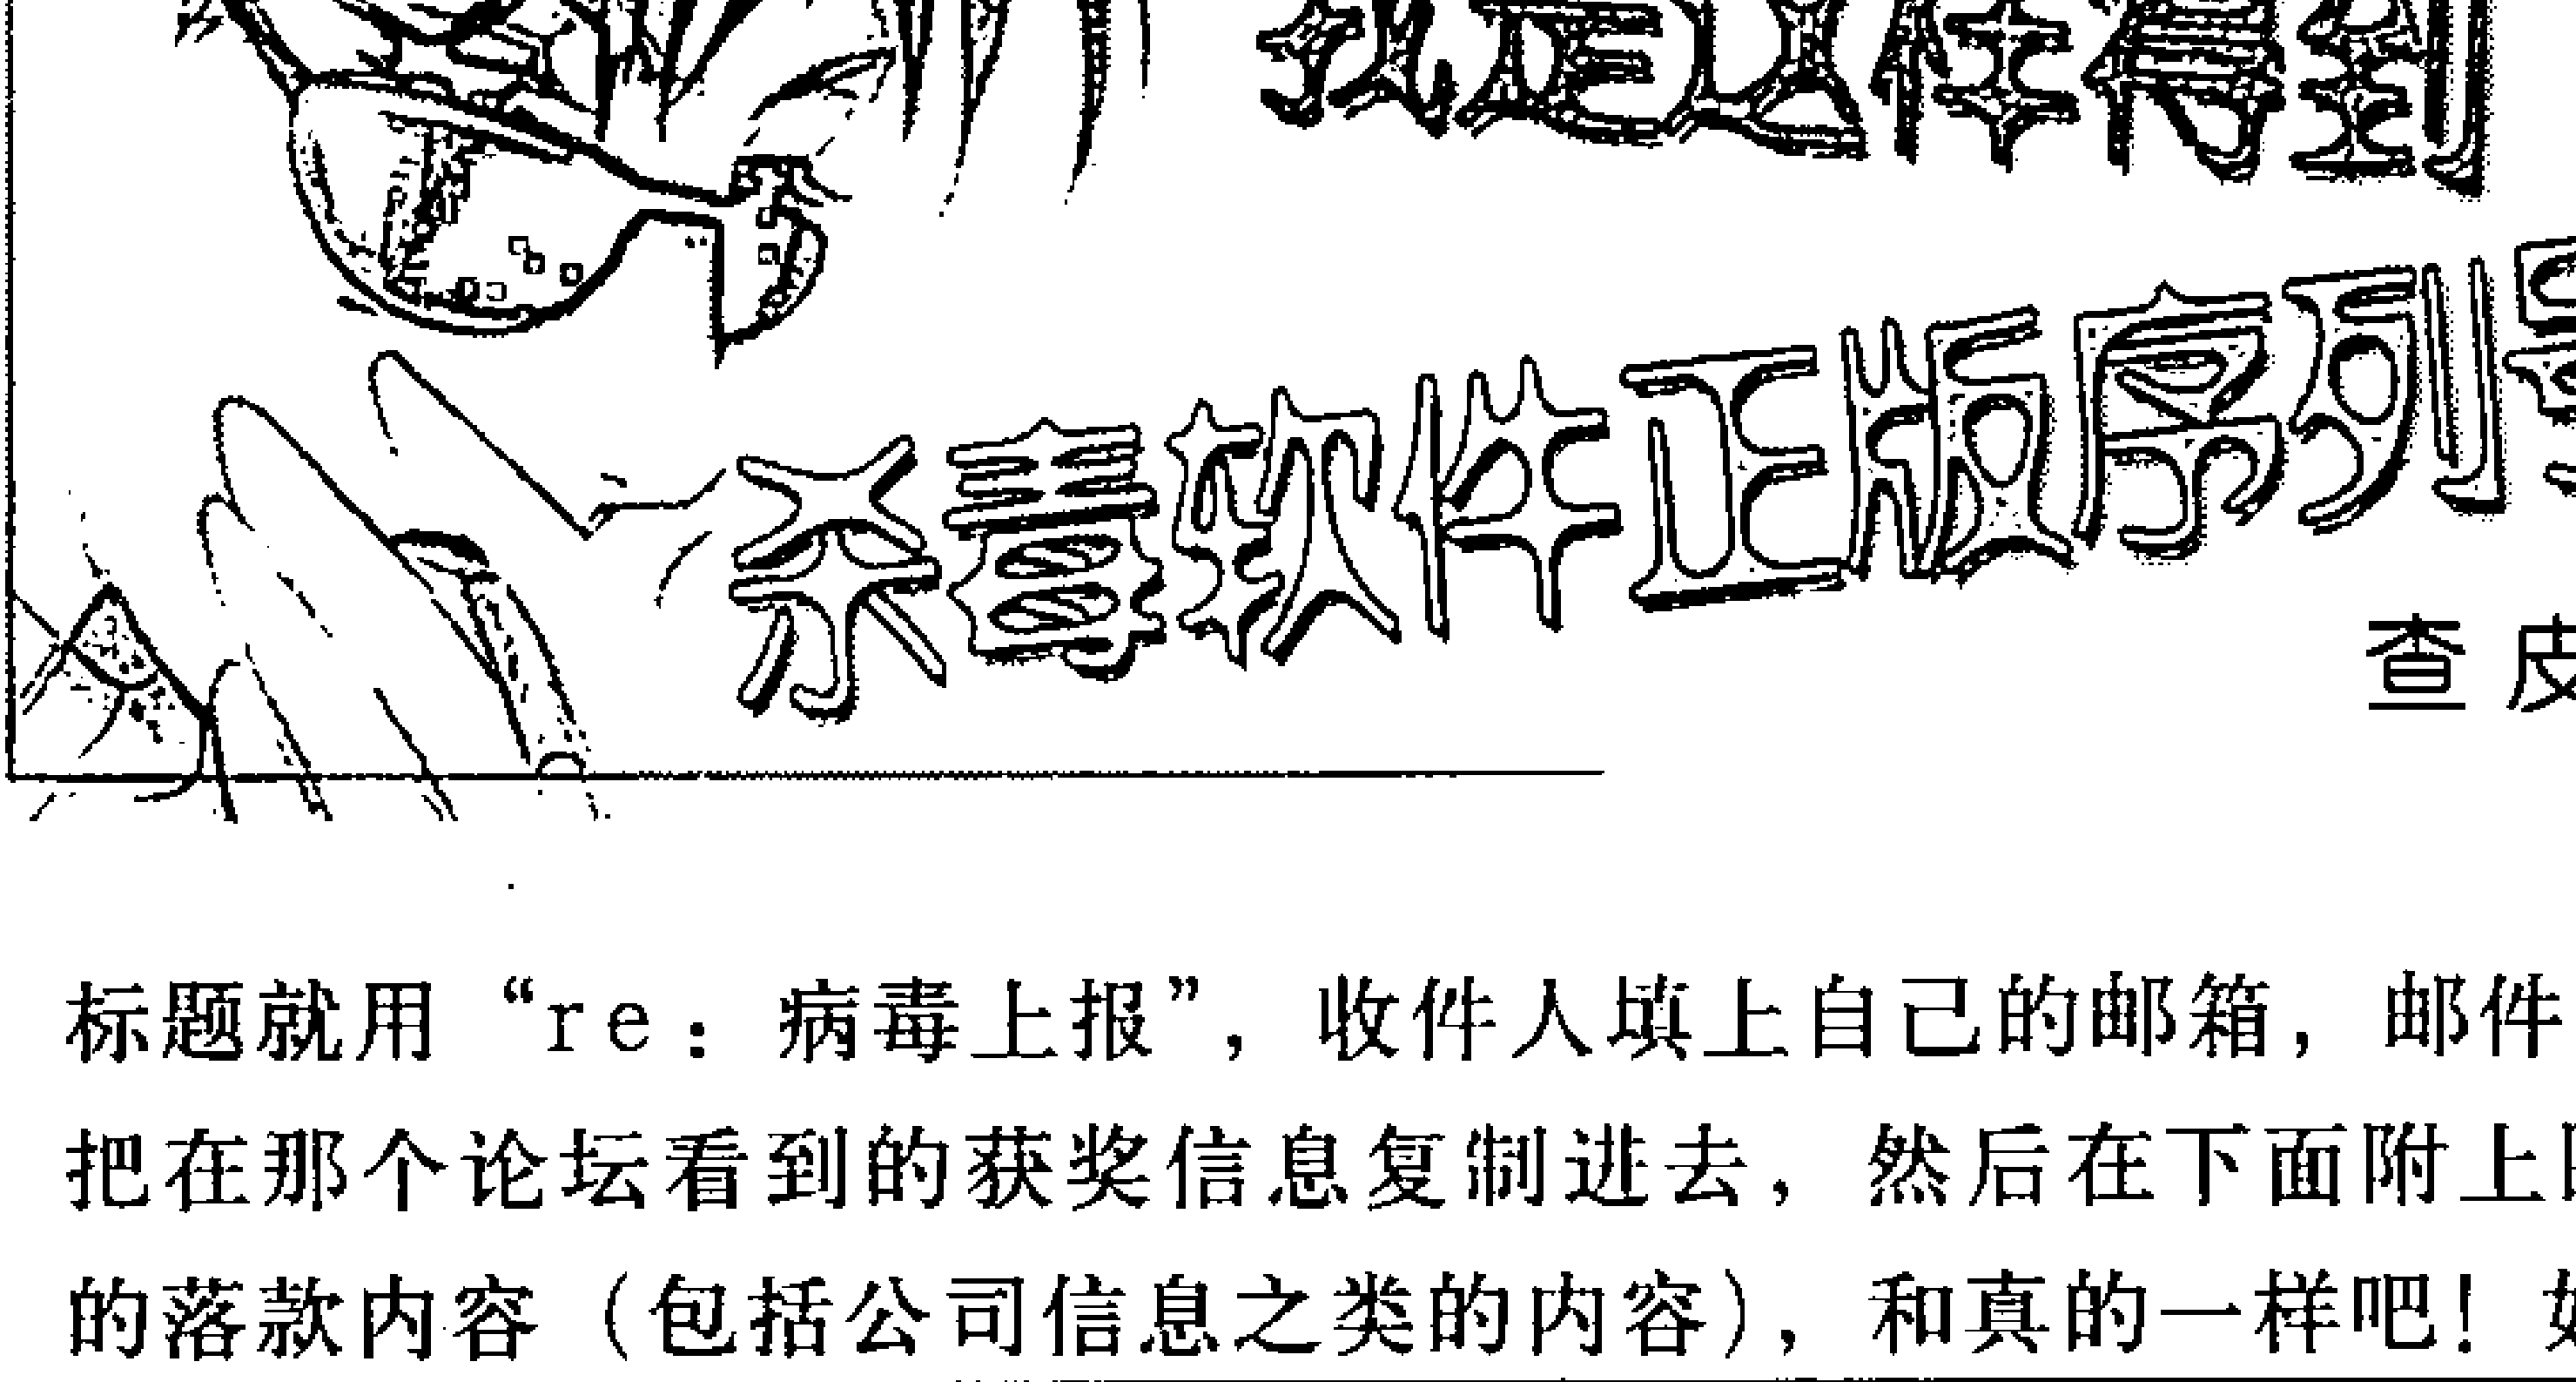 我是这样得到
杀毒软件正版序列号
查 皮
标题就用“re：病毒上报”，收件人填上自己的邮箱，邮件
把在那个论坛看到的获奖信息复制进去，然后在下面附上
的落款内容（包括公司信息之类的内容），和真的一样吧！